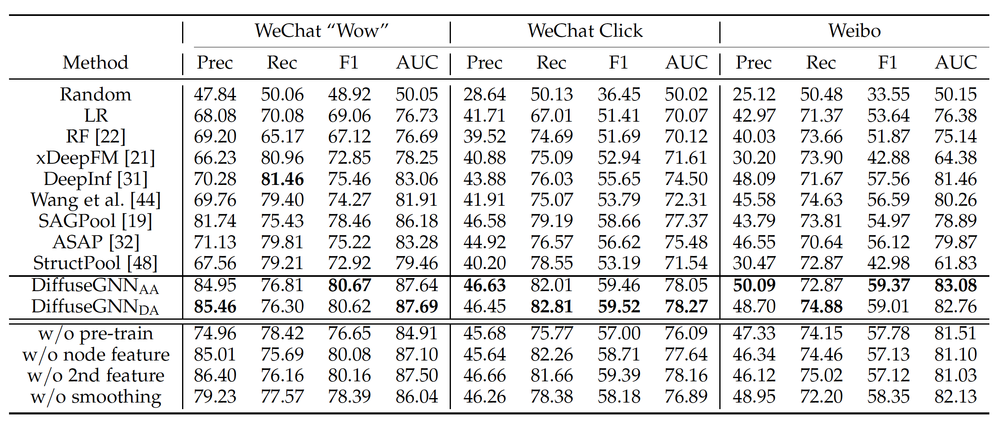 WeChat “Wow” WeChat Click Weibo
Method Prec Rec F1 AUC Prec Rec F1 AUC Prec Rec F1 AUC
Random 47.84 50.06 48.92 50.05 28.64 50.13 36.45 50.02 25.12 50.48 33.55 50.15
LR 68.08 70.08 69.06 76.73 41.71 67.01 51.41 70.07 42.97 71.37 53.64 76.38
RF [22] 69.20 65.17 67.12 76.69 39.52 74.69 51.69 70.12 40.03 73.66 51.87 75.14
xDeepFM [21] 66.23 80.96 72.85 78.25 40.88 75.09 52.94 71.61 30.20 73.90 42.88 64.38
DeepInf [31] 70.28 81.46 75.46 83.06 43.88 76.03 55.65 74.50 48.09 71.67 57.56 81.46
Wang et al. [44] 69.76 79.40 74.27 81.91 41.91 75.07 53.79 72.31 45.58 74.63 56.59 80.26
SAGPool [19] 81.74 75.43 78.46 86.18 46.58 79.19 58.66 77.37 43.79 73.81 54.97 78.89
ASAP [32] 71.13 79.81 75.22 83.28 44.92 76.57 56.62 75.48 46.55 70.64 56.12 79.87
StructPool [48] 67.56 79.21 72.92 79.46 40.20 78.55 53.19 71.54 30.47 72.87 42.98 61.83
DiffuseGNN_AA 84.95 76.81 80.67 87.64 46.63 82.01 59.46 78.05 50.09 72.87 59.37 83.08
DiffuseGNN_DA 85.46 76.30 80.62 87.69 46.45 82.81 59.52 78.27 48.70 74.88 59.01 82.76
w/o pre-train 74.96 78.42 76.65 84.91 45.68 75.77 57.00 76.09 47.33 74.15 57.78 81.51
w/o node feature 85.01 75.69 80.08 87.10 45.64 82.26 58.71 77.64 46.34 74.46 57.13 81.10
w/o 2nd feature 86.40 76.16 80.16 87.50 46.66 81.66 59.39 78.16 46.12 75.02 57.12 81.03
w/o smoothing 79.23 77.57 78.39 86.04 46.26 78.38 58.18 76.89 48.95 72.20 58.35 82.13